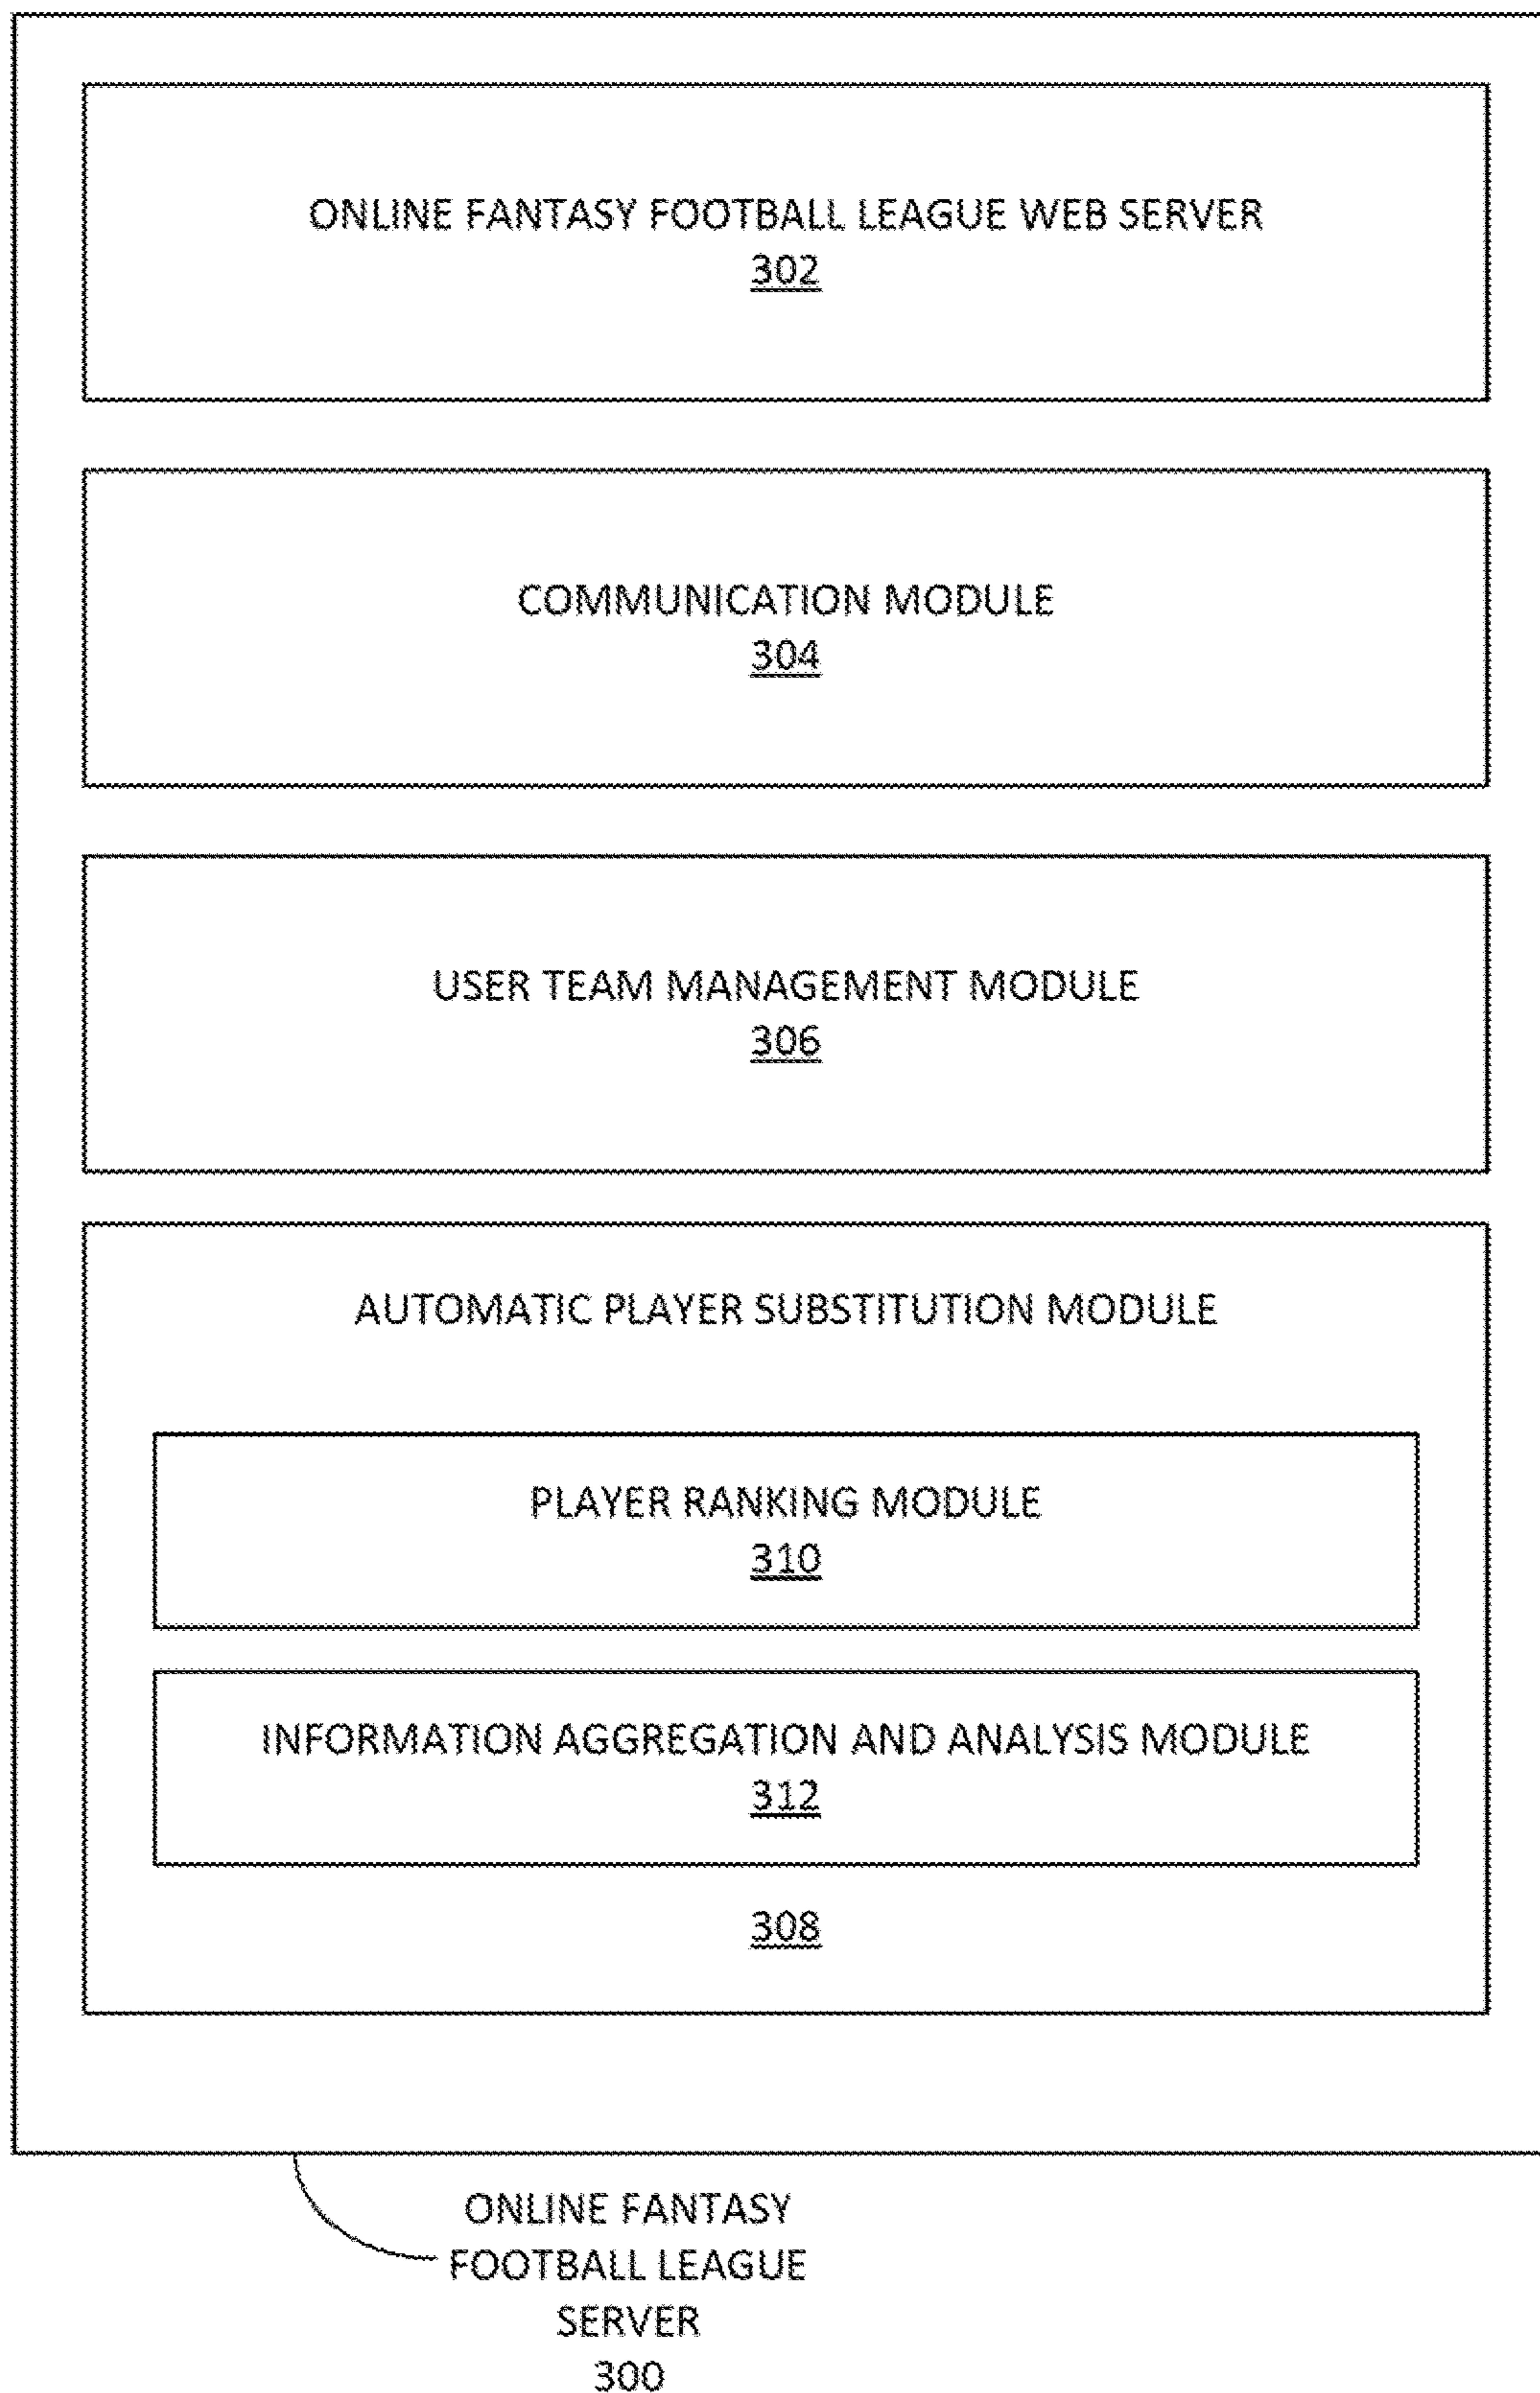 ONLINE FANTASY FOOTBALL LEAGUE WEB SERVER
302
COMMUNICATION MODULE
304
USER TEAM MANAGEMENT MODULE
306
AUTOMATIC PLAYER SUBSTITUTION MODULE
PLAYER RANKING MODULE
310
INFORMATION AGGREGATION AND ANALYSIS MODULE
312
308
ONLINE FANTASY
FOOTBALL LEAGUE
SERVER
300